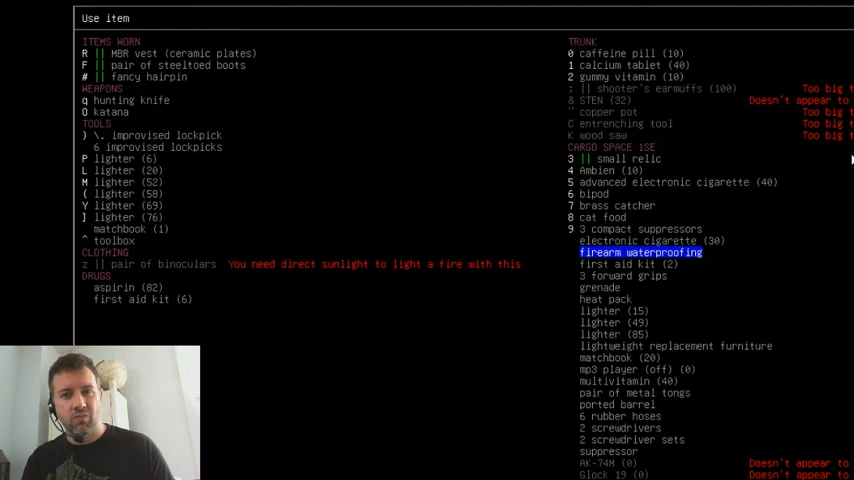 Use item
ITEMS WORN
R || MBR vest (ceramic plates)
F || pair of steeltoed boots
# || fancy hairpin
WEAPONS
q hunting knife
O katana
TOOLS
) \. improvised lockpick
6 improvised lockpicks
P lighter (6)
L lighter (20)
M lighter (52)
( lighter (58)
Y lighter (69)
] lighter (76)
matchbook (1)
^ toolbox
CLOTHING
z || pair of binoculars You need direct sunlight to light a fire with this
DRUGS
aspirin (82)
first aid kit (6)
TRUNK
0 caffeine pill (10)
1 calcium tablet (40)
2 gummy vitamin (10)
; || shooter's earmuffs (100) Too big t
& STEN (32) Doesn't appear to
" copper pot Too big t
C entrenching tool Too big t
K wood saw Too big t
CARGO SPACE 1SE
3 || small relic
4 Ambien (10)
5 advanced electronic cigarette (40)
6 bipod
7 brass catcher
8 cat food
9 3 compact suppressors
electronic cigarette (30)
firearm waterproofing
first aid kit (2)
3 forward grips
grenade
heat pack
lighter (15)
lighter (49)
lighter (85)
lightweight replacement furniture
matchbook (20)
mp3 player (off) (0)
multivitamin (40)
pair of metal tongs
ported barrel
6 rubber hoses
2 screwdrivers
2 screwdriver sets
suppressor
AK-74M (0) Doesn't appear to
Glock 19 (0) Doesn't appear to